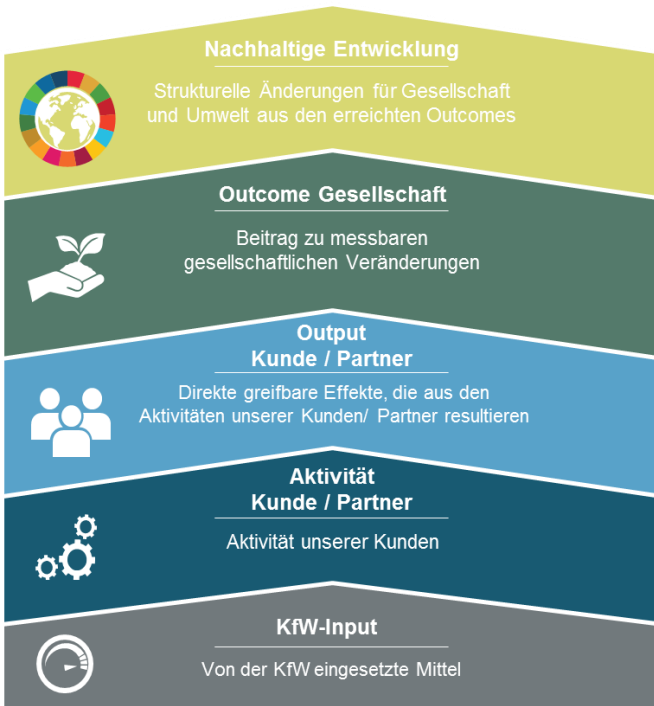 Nachhaltige Entwicklung
Strukturelle Änderungen für Gesellschaft
und Umwelt aus den erreichten Outcomes
Outcome Gesellschaft
Beitrag zu messbaren
gesellschaftlichen Veränderungen
Output
Kunde / Partner
Direkte greifbare Effekte, die aus den
Aktivitäten unserer Kunden/ Partner resultieren
Aktivität
Kunde / Partner
Aktivität unserer Kunden
KfW-Input
Von der KfW eingesetzte Mittel